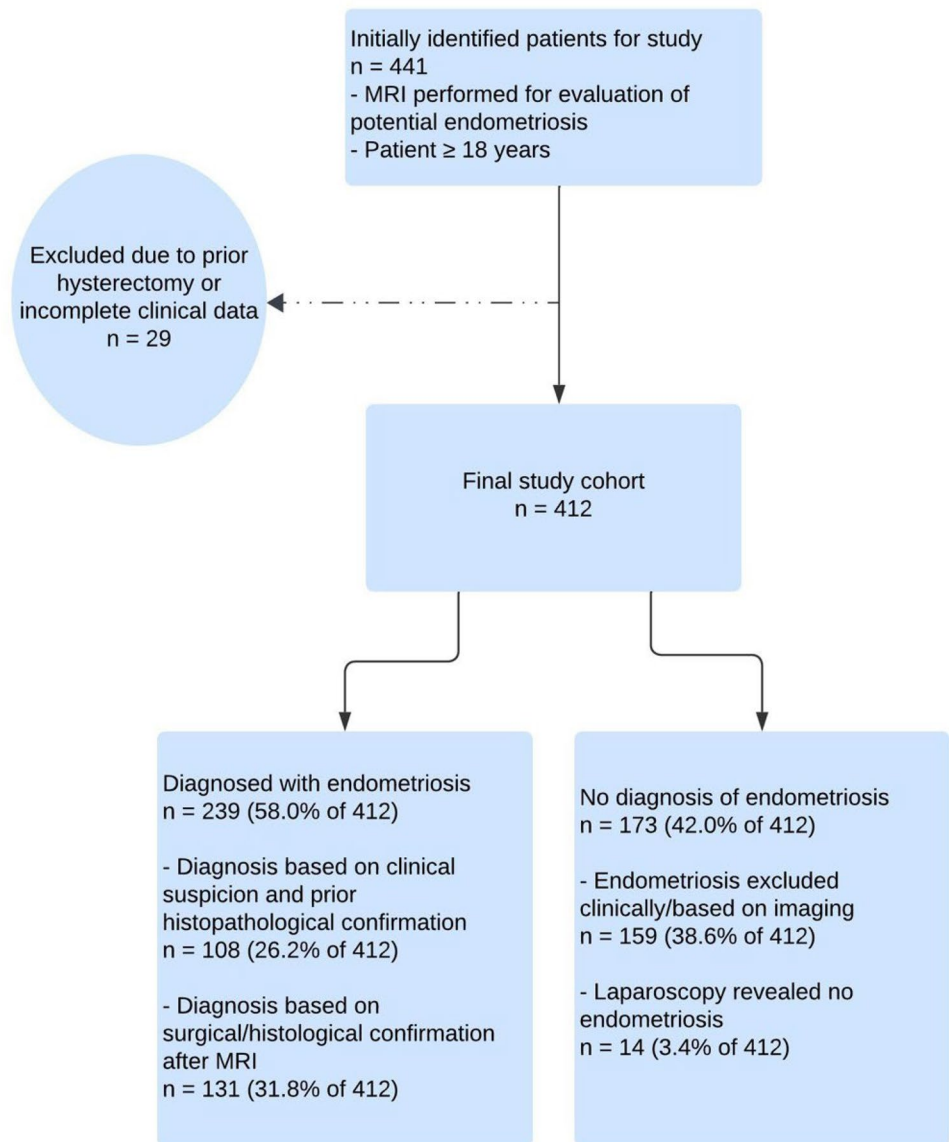 Initially identified patients for study
n = 441
- MRI performed for evaluation of
potential endometriosis
- Patient ≥ 18 years
Excluded due to prior
hysterectomy or
incomplete clinical data
n = 29
Final study cohort
n = 412
Diagnosed with endometriosis
n = 239 (58.0% of 412)
- Diagnosis based on clinical
suspicion and prior
histopathological confirmation
n = 108 (26.2% of 412)
- Diagnosis based on
surgical/histological confirmation
after MRI
n = 131 (31.8% of 412)
No diagnosis of endometriosis
n = 173 (42.0% of 412)
- Endometriosis excluded
clinically/based on imaging
n = 159 (38.6% of 412)
- Laparoscopy revealed no
endometriosis
n = 14 (3.4% of 412)